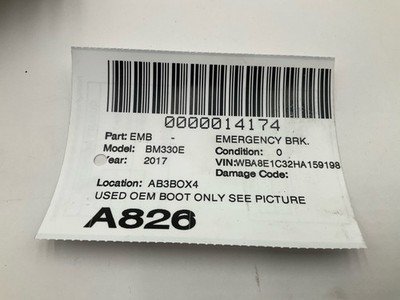 0000014174
Part: EMB - EMERGENCY BRK.
Model: BM330E Condition: 0
Year: 2017 VIN:WBA8E1C32HA159198
Damage Code:
Location: AB3BOX4
USED OEM BOOT ONLY SEE PICTURE
A826